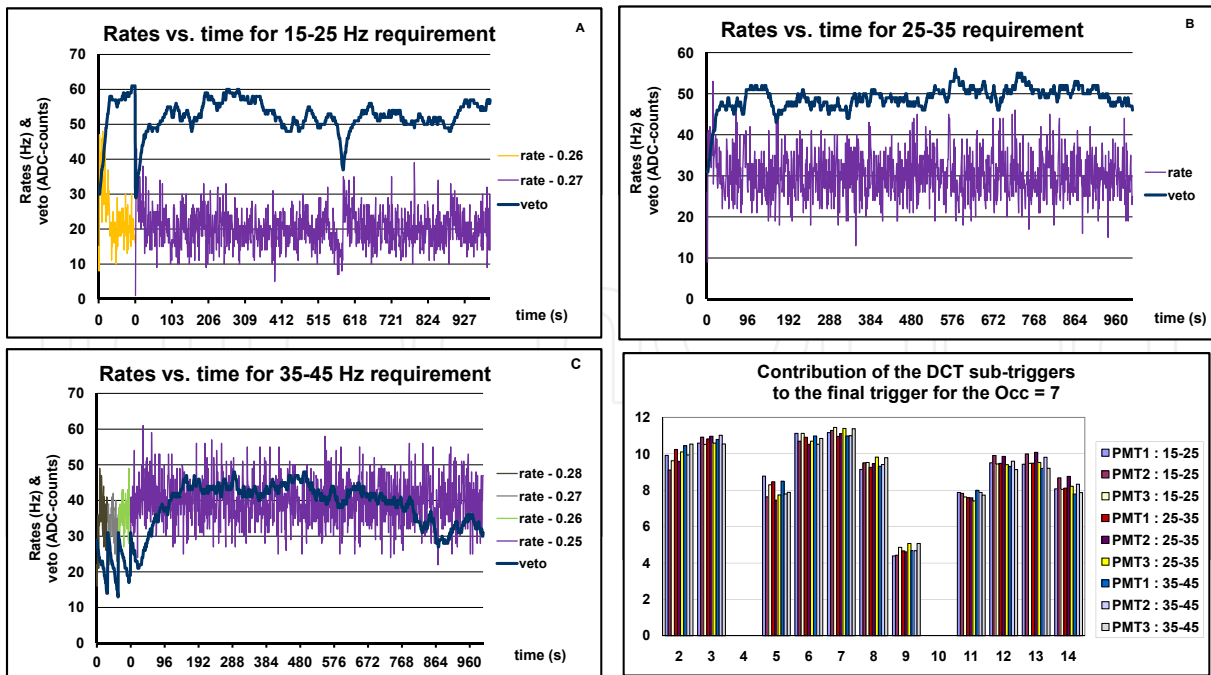 Rates vs. time for 15-25 Hz requirement
A
70
60
50
40
30
20
10
0
Rates (Hz) &
veto (ADC-counts)
0 0 103 206 309 412 515 618 721 824 927
time (s)
rate - 0.26
rate - 0.27
veto
Rates vs. time for 25-35 requirement
B
60
50
40
30
20
10
0
Rates (Hz)
& veto (ADC-counts)
0 96 192 288 384 480 576 672 768 864 960
time (s)
rate
veto
Rates vs. time for 35-45 Hz requirement
C
70
60
50
40
30
20
10
0
Rates (Hz) &
veto (ADC-counts)
0 0 0 0 96 192 288 384 480 576 672 768 864 960
time (s)
rate - 0.28
rate - 0.27
rate - 0.26
rate - 0.25
veto
Contribution of the DCT sub-triggers
to the final trigger for the Occ = 7
12
10
8
6
4
2
0
2 3 4 5 6 7 8 9 10 11 12 13 14
PMT1 : 15-25
PMT2 : 15-25
PMT3 : 15-25
PMT1 : 25-35
PMT2 : 25-35
PMT3 : 25-35
PMT1 : 35-45
PMT2 : 35-45
PMT3 : 35-45